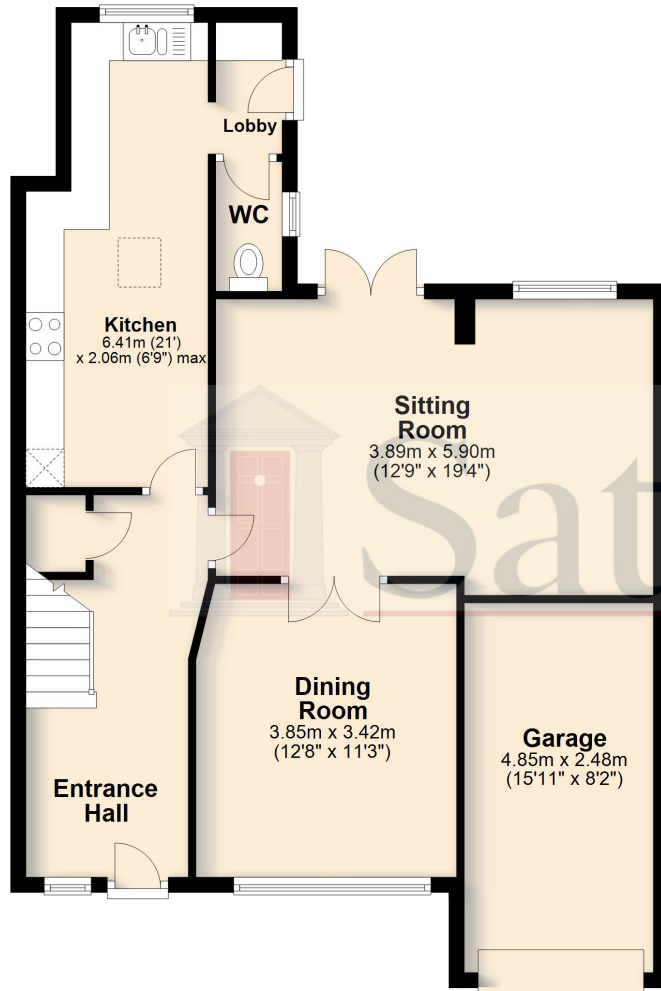 Lobby
WC
Kitchen
6.41m (21')
x 2.06m (6'9") max
Sitting
Room
3.89m x 5.90m
(12'9" x 19'4")
Sat
Dining
Room
3.85m x 3.42m
(12'8" x 11'3")
Garage
4.85m x 2.48m
(15'11" x 8'2")
Entrance
Hall